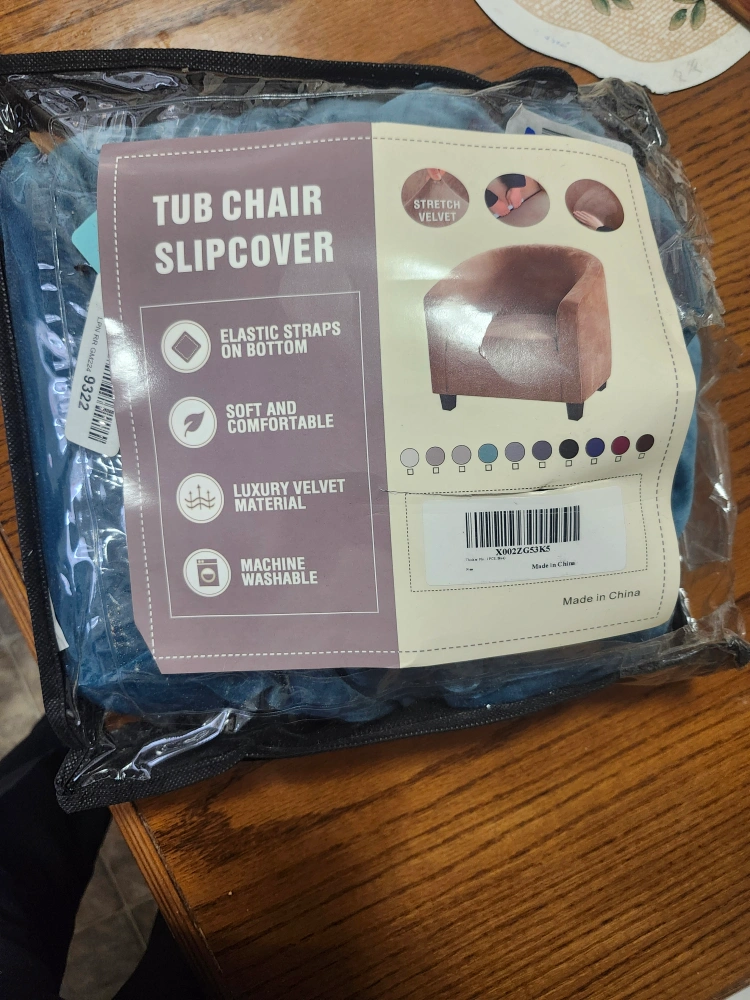 TUB CHAIR
SLIPCOVER
ELASTIC STRAPS
ON BOTTOM
SOFT AND
COMFORTABLE
LUXURY VELVET
MATERIAL
MACHINE
WASHABLE
STRETCH
VELVET
X002ZG53K5
Made in China
Made in China
9322